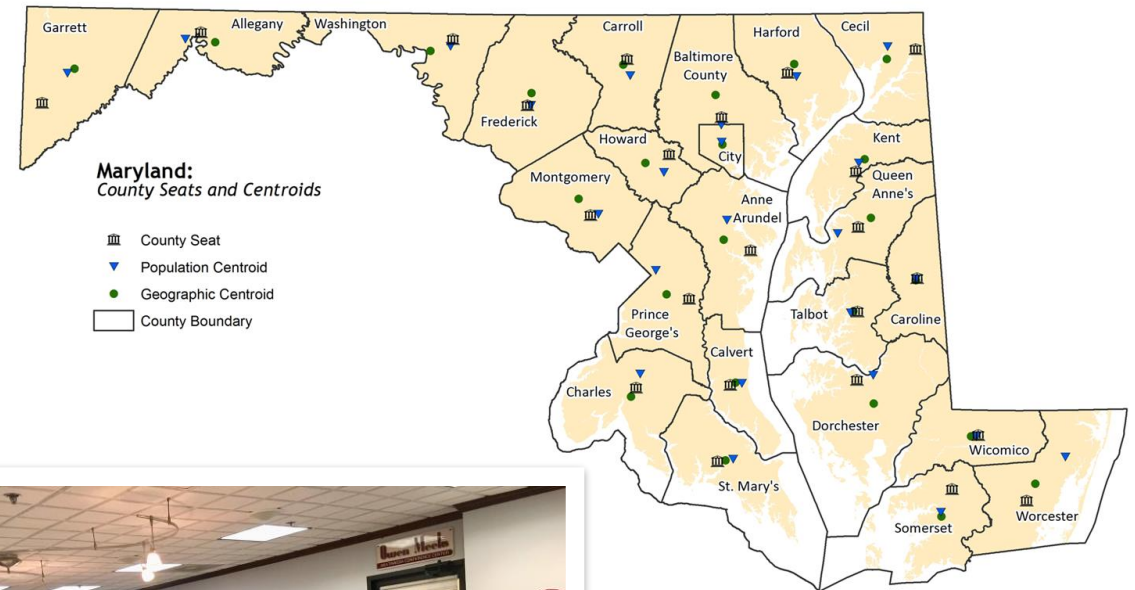 Garrett
Allegany
Washington
Carroll
Harford
Cecil
Baltimore
County
Frederick
Howard
City
Kent
Montgomery
Queen
Anne's
Anne
Arundel
Maryland:
County Seats and Centroids
County Seat
Population Centroid
Geographic Centroid
County Boundary
Prince
George's
Talbot
Caroline
Calvert
Charles
Dorchester
Wicomico
St. Mary's
Somerset
Worcester
Owen Meeks